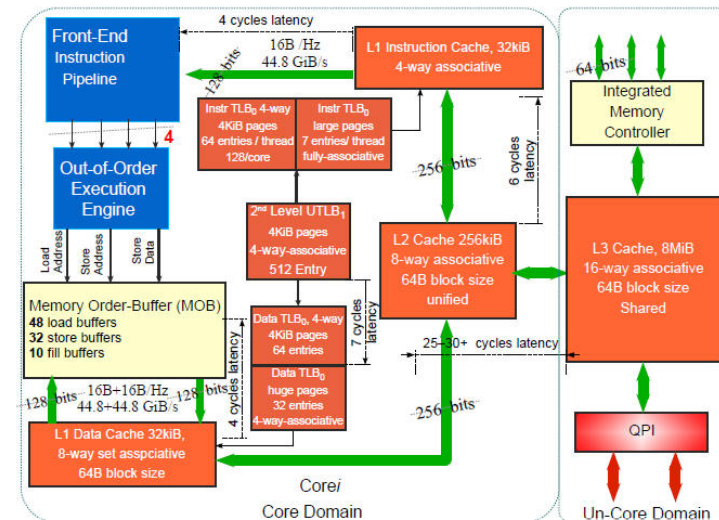 4 cycles latency
Front-End
Instruction
Pipeline
16B /Hz
44.8 GiB/s
128 bits
L1 Instruction Cache, 32kiB
4-way associative
64 bits
Integrated
Memory
Controller
Instr TLB0 4-way
4KiB pages
64 entries / thread
128/core
Instr TLB0
large pages
7 entries/ thread
fully-associative
4
Out-of-Order
Execution
Engine
256 bits
6 cycles
latency
Load
Address
Store
Address
Store
Data
2nd Level UTLB1
4KiB pages
4-way-associative
512 Entry
L2 Cache 256kiB
8-way associative
64B block size
unified
L3 Cache, 8MiB
16-way associative
64B block size
Shared
Memory Order-Buffer (MOB)
48 load buffers
32 store buffers
10 fill buffers
Data TLB0, 4-way
4KiB pages
64 entries
7 cycles
latency
25–30+ cycles latency
Data TLB0
huge pages
32 entries
4-way-associative
4 cycles latency
128 bits
16B+16B/Hz
44.8+44.8 GiB/s
128 bits
256 bits
L1 Data Cache 32kiB,
8-way set asspciative
64B block size
QPI
Corei
Core Domain
Un-Core Domain